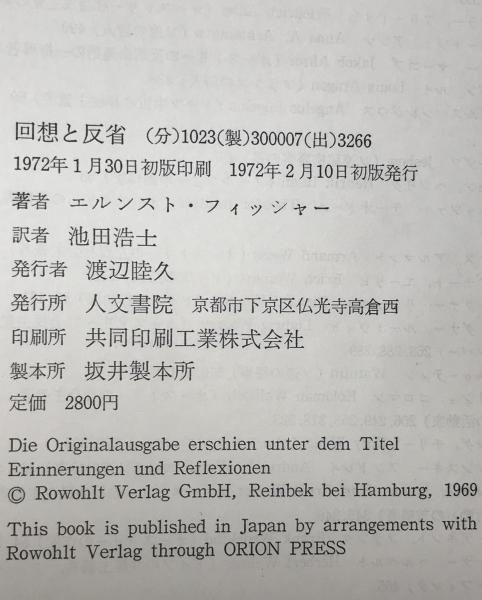 回想と反省 (分)1023(製)300007(出)3266
1972年1月30日初版印刷 1972年2月10日初版発行
著者 エルンスト・フィッシャー
訳者 池田浩士
発行者 渡辺睦久
発行所 人文書院 京都市下京区仏光寺高倉西
印刷所 共同印刷工業株式会社
製本所 坂井製本所
定価 2800円
Die Originalausgabe erschien unter dem Titel
Erinnerungen und Reflexionen
© Rowohlt Verlag GmbH, Reinbek bei Hamburg, 1969
This book is published in Japan by arrangements with
Rowohlt Verlag through ORION PRESS